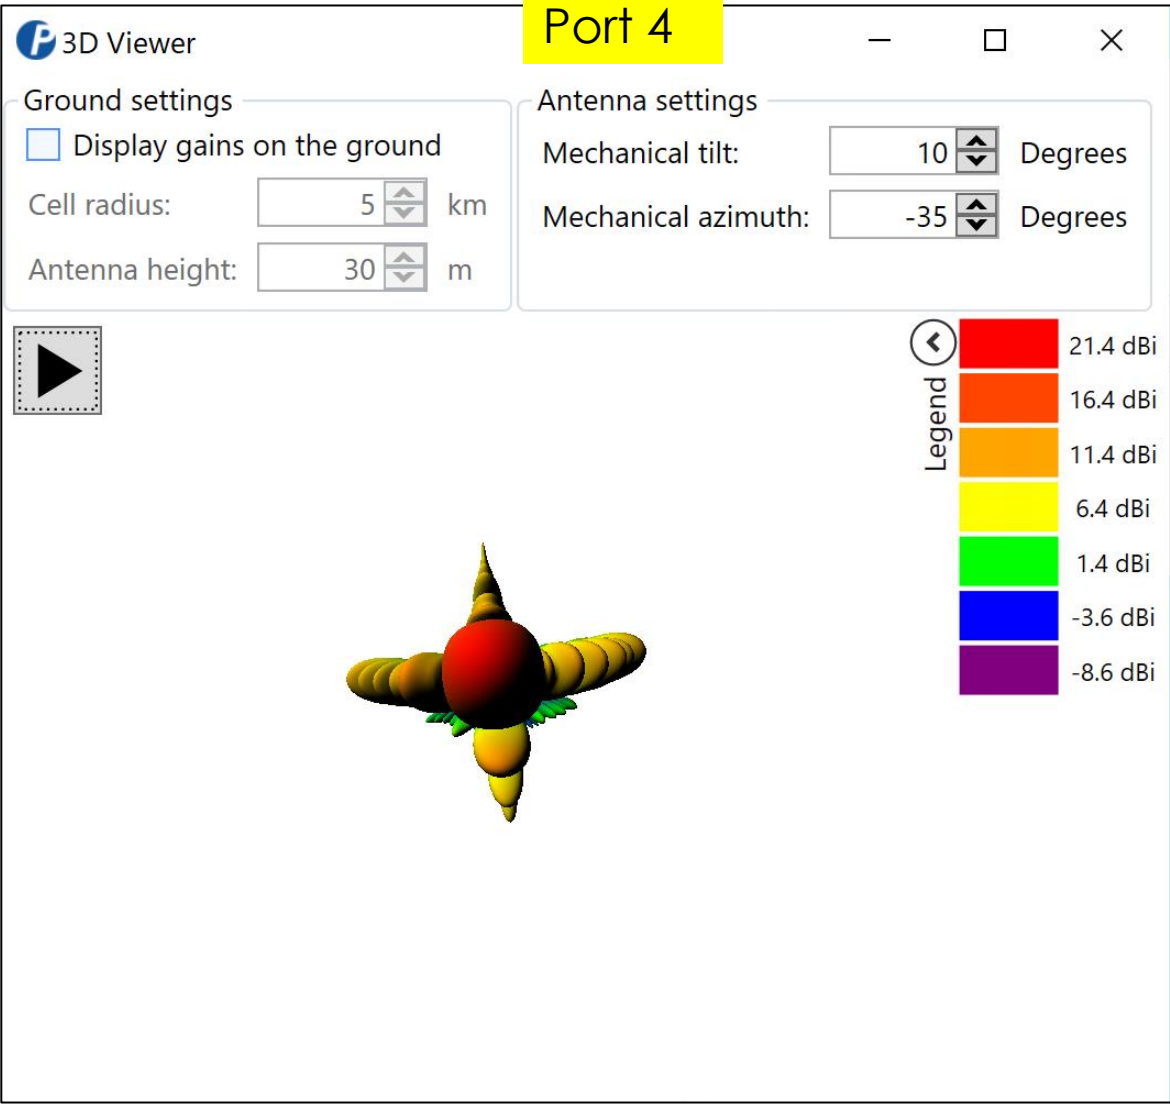 Port 4
3D Viewer
Ground settings
Display gains on the ground
Cell radius: 5 km
Antenna height: 30 m
Antenna settings
Mechanical tilt: 10 Degrees
Mechanical azimuth: -35 Degrees
Legend
21.4 dBi
16.4 dBi
11.4 dBi
6.4 dBi
1.4 dBi
-3.6 dBi
-8.6 dBi